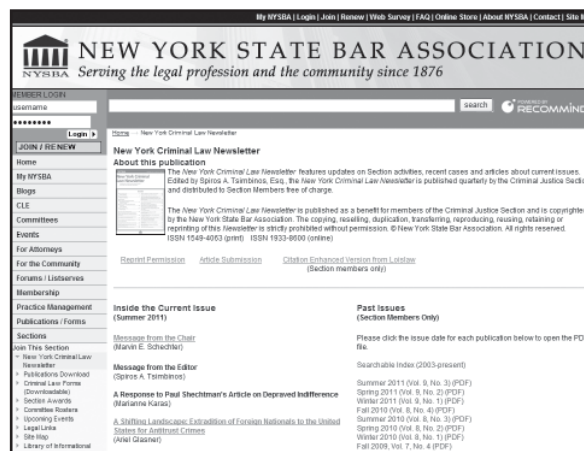 My NYSBA | Login | Join | Renew | Web Survey | FAQ | Online Store | About NYSBA | Contact | Site
NYSBA
NEW YORK STATE BAR ASSOCIATION
Serving the legal profession and the community since 1876
MEMBER LOGIN
username
Login
search
POWERED BY
RECOMMIND
JOIN / RENEW
Home
My NYSBA
Blogs
CLE
Committees
Events
For Attorneys
For the Community
Forums / Listserves
Membership
Practice Management
Publications / Forms
Sections
Join This Section
New York Criminal Law
Newsletter
Publications Download
Criminal Law Forms
(Downloadable)
Section Awards
Committee Rosters
Upcoming Events
Legal Links
Site Map
Library of Informational
Home → New York Criminal Law Newsletter
New York Criminal Law Newsletter
About this publication
The New York Criminal Law Newsletter features updates on Section activities, recent cases and articles about current issues.
Edited by Spiros A. Tsimbinos, Esq., the New York Criminal Law Newsletter is published quarterly by the Criminal Justice Secti
and distributed to Section Members free of charge.
The New York Criminal Law Newsletter is published as a benefit for members of the Criminal Justice Section and is copyrighte
by the New York State Bar Association. The copying, reselling, duplication, transferring, reproducing, reusing, retaining or
reprinting of this Newsletter is strictly prohibited without permission. © New York State Bar Association. All rights reserved.
ISSN 1549-4063 (print) ISSN 1933-8600 (online)
Reprint Permission Article Submission Citation Enhanced Version from Loislaw
(Section members only)
Inside the Current Issue
(Summer 2011)
Message from the Chair
(Marvin E. Schechter)
Message from the Editor
(Spiros A. Tsimbinos)
A Response to Paul Shechtman's Article on Depraved Indifference
(Marianne Karas)
A Shifting Landscape: Extradition of Foreign Nationals to the United
States for Antitrust Crimes
(Ariel Glasner)
Past Issues
(Section Members Only)
Please click the issue date for each publication below to open the PD
file.
Searchable Index (2003-present)
Summer 2011 (Vol. 9, No. 3) (PDF)
Spring 2011 (Vol. 9, No. 2) (PDF)
Winter 2011 (Vol. 9, No. 1) (PDF)
Fall 2010 (Vol. 8, No. 4) (PDF)
Summer 2010 (Vol. 8, No. 3) (PDF)
Spring 2010 (Vol. 8, No. 2) (PDF)
Winter 2010 (Vol. 8, No. 1) (PDF)
Fall 2009, Vol. 7, No. 4 (PDF)